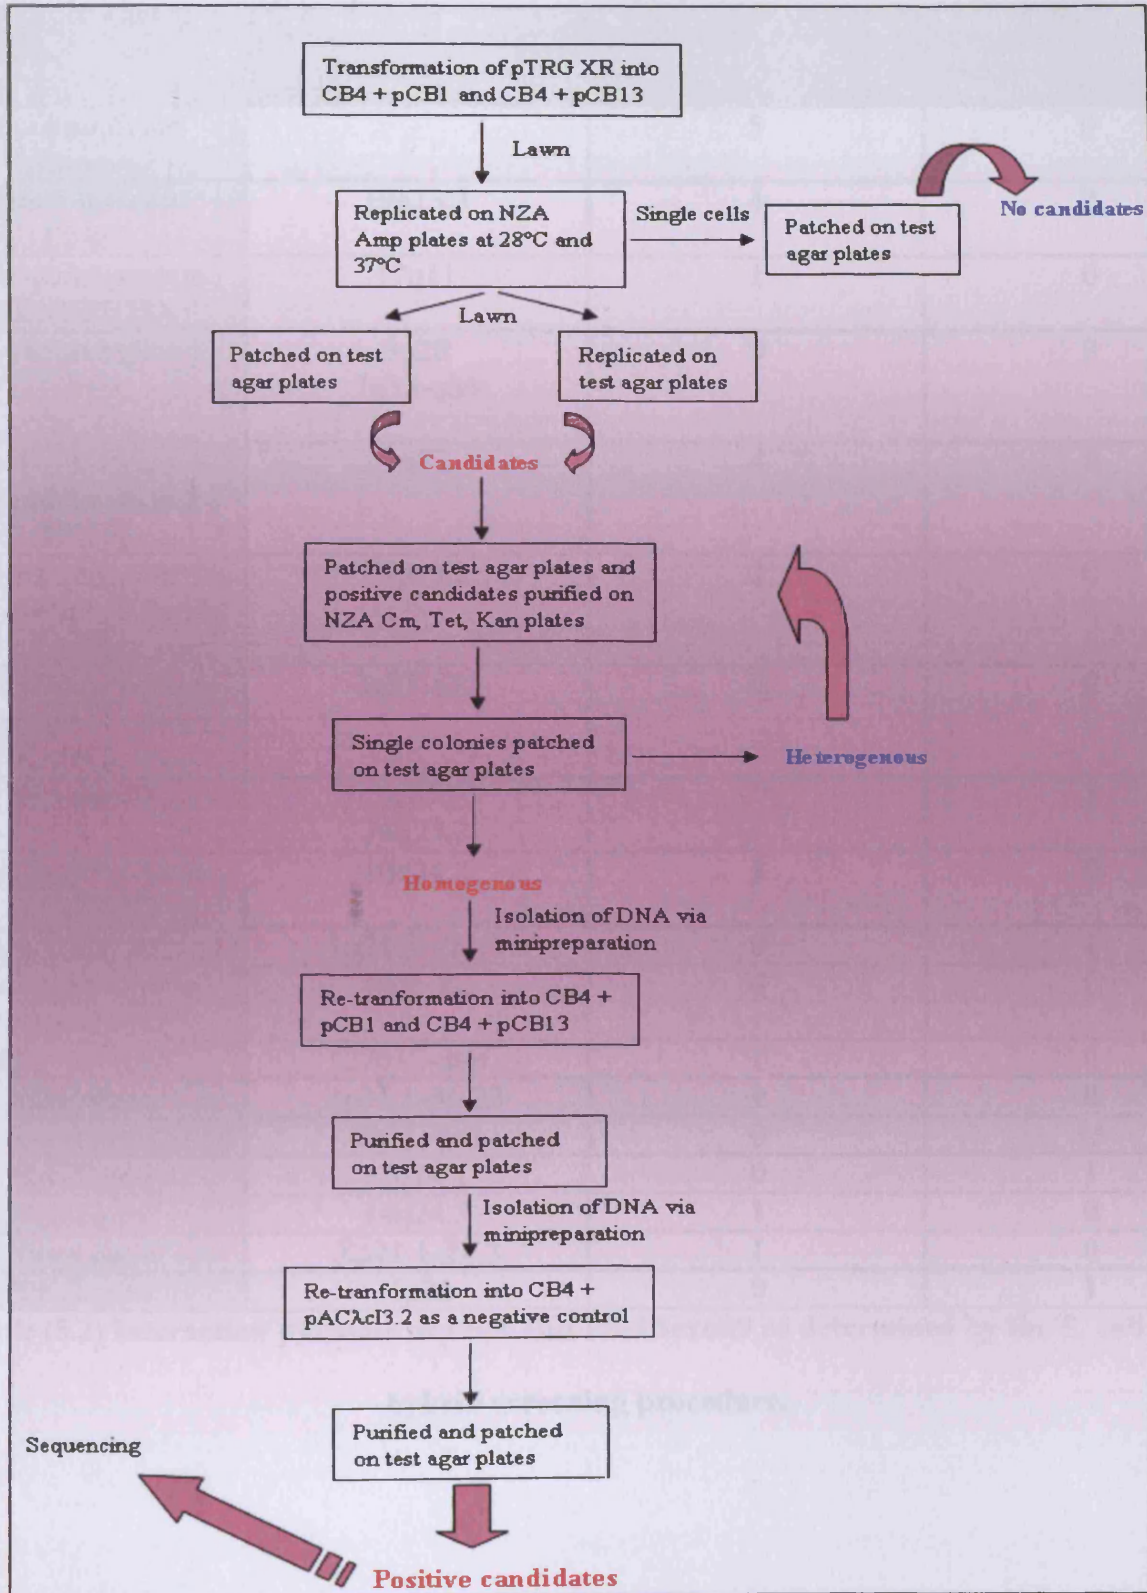 Transformation of pTRG XR into
CB4 + pCB1 and CB4 + pCB13
Lawn
Replicated on NZA
Amp plates at 28°C and
37°C
Single cells
Patched on test
agar plates
No candidates
Lawn
Patched on test
agar plates
Replicated on
test agar plates
Candidates
Patched on test agar plates and
positive candidates purified on
NZA Cm, Tet, Kan plates
Single colonies patched
on test agar plates
Heterogenous
Homogenous
Isolation of DNA via
minipreparation
Re-tranformation into CB4 +
pCB1 and CB4 + pCB13
Purified and patched
on test agar plates
Isolation of DNA via
minipreparation
Re-tranformation into CB4 +
pACλcI3.2 as a negative control
Purified and patched
on test agar plates
Sequencing
Positive candidates